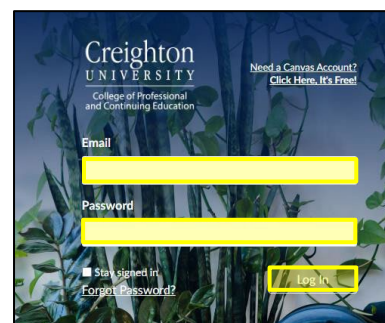 Creighton
UNIVERSITY
College of Professional
and Continuing Education
Need a Canvas Account?
Click Here, It's Free!
Email
Password
Stay signed in
Forgot Password?
Log In